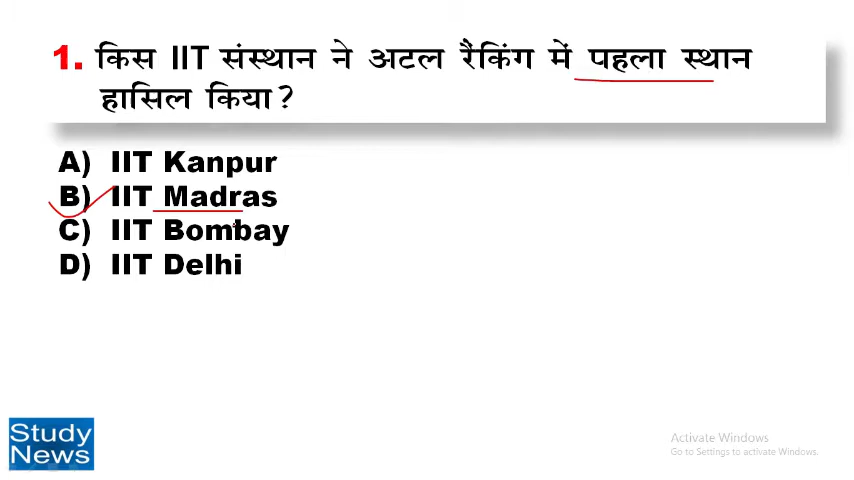 1. किस IIT संस्थान ने अटल रैंकिंग में पहला स्थान
हासिल किया?
A) IIT Kanpur
B) IIT Madras
C) IIT Bombay
D) IIT Delhi
Study
News
Activate Windows
Go to Settings to activate Windows.